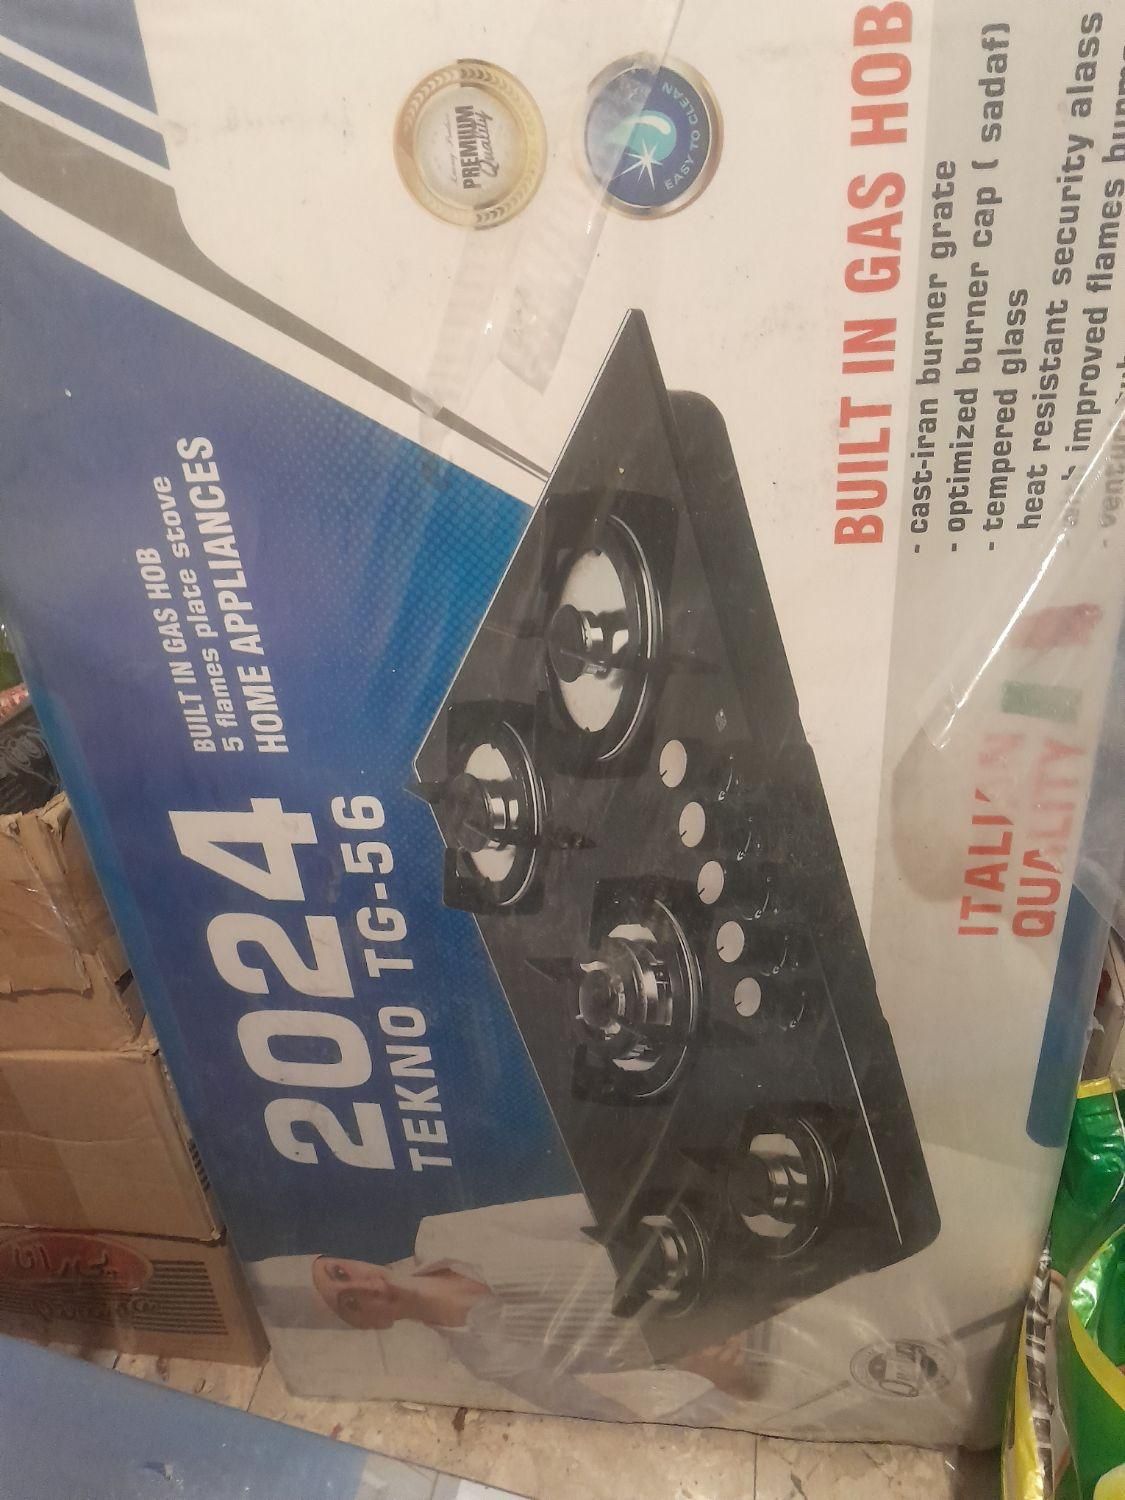 BUILT IN GAS HOB
5 flames plate stove
HOME APPLIANCES
2024
TEKNO TG-56
PREMIUM
Quality
EASY TO CLEAN
BUILT IN GAS HOB
- cast-iran burner grate
- optimized burner cap ( sadaf)
- tempered glass
heat resistant security alass
improved flames
ITALIAN
QUALITY